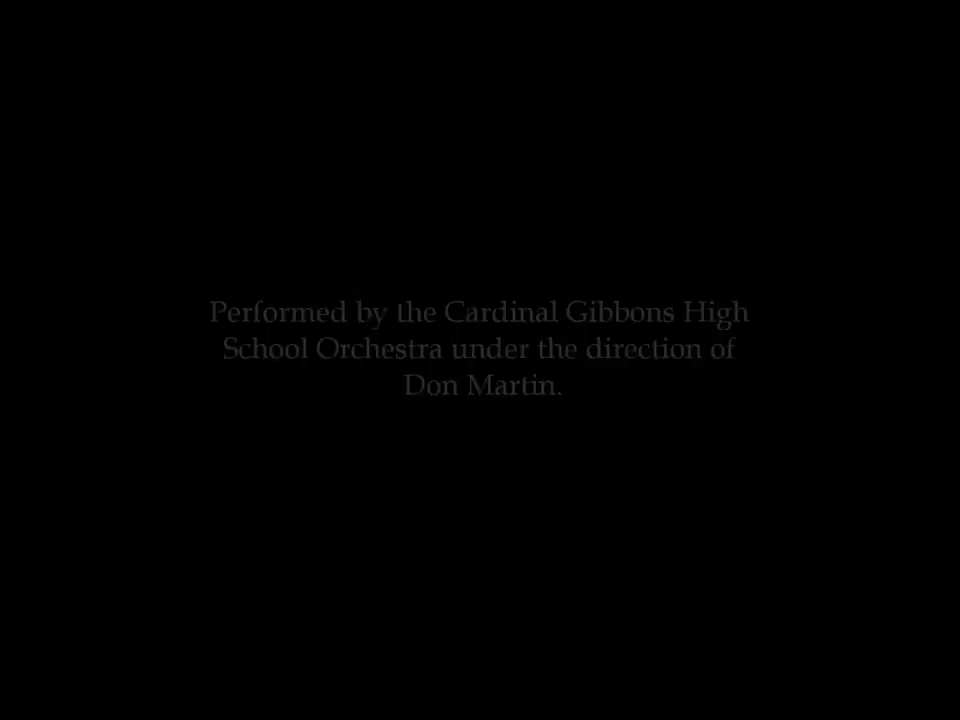 Performed by the Cardinal Gibbons High
School Orchestra under the direction of
Don Martin.